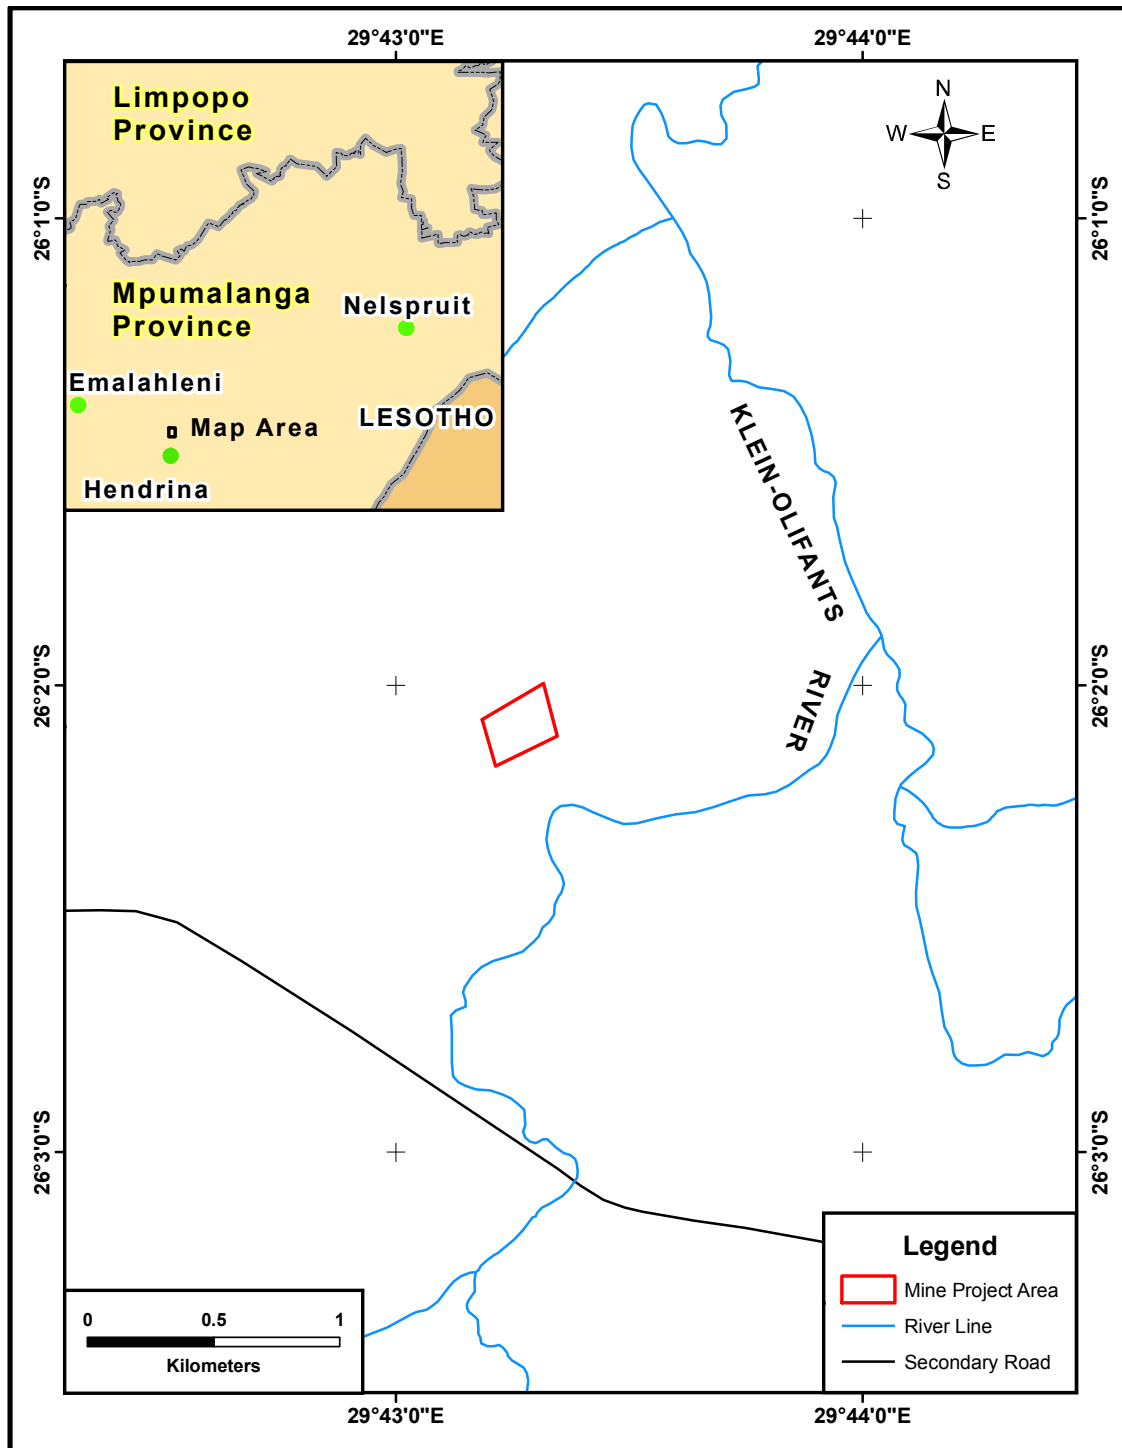 29°43'0"E
29°44'0"E
Limpopo
Province
N
W
E
S
26°1'0"S
26°1'0"S
Mpumalanga
Province
Nelspruit
Emalahleni
LESOTHO
Map Area
Hendrina
KLEIN-OLIFANTS
RIVER
26°2'0"S
26°2'0"S
26°3'0"S
26°3'0"S
Legend
Mine Project Area
River Line
Secondary Road
0
0.5
1
Kilometers
29°43'0"E
29°44'0"E